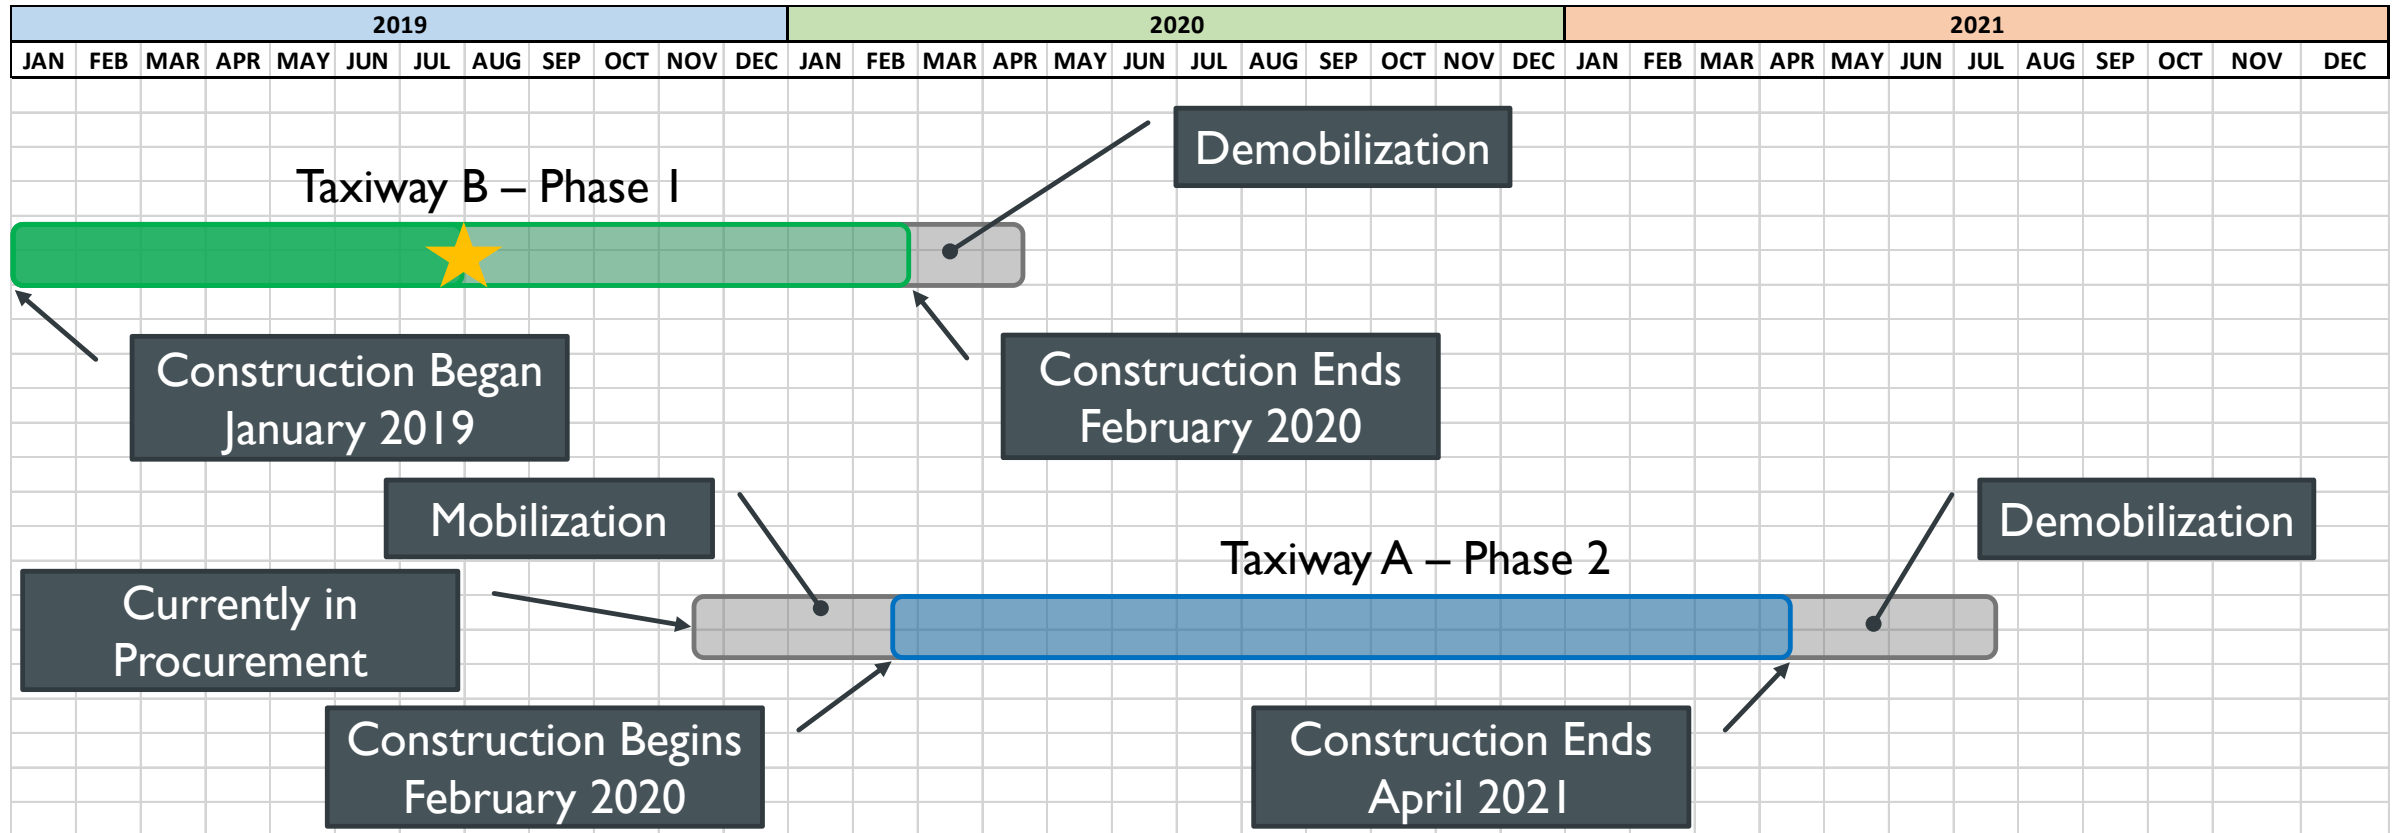 2019 2020 2021
JAN FEB MAR APR MAY JUN JUL AUG SEP OCT NOV DEC JAN FEB MAR APR MAY JUN JUL AUG SEP OCT NOV DEC JAN FEB MAR APR MAY JUN JUL AUG SEP OCT NOV DEC
Demobilization
Taxiway B – Phase 1
Construction Began
January 2019
Construction Ends
February 2020
Mobilization
Demobilization
Taxiway A – Phase 2
Currently in
Procurement
Construction Begins
February 2020
Construction Ends
April 2021